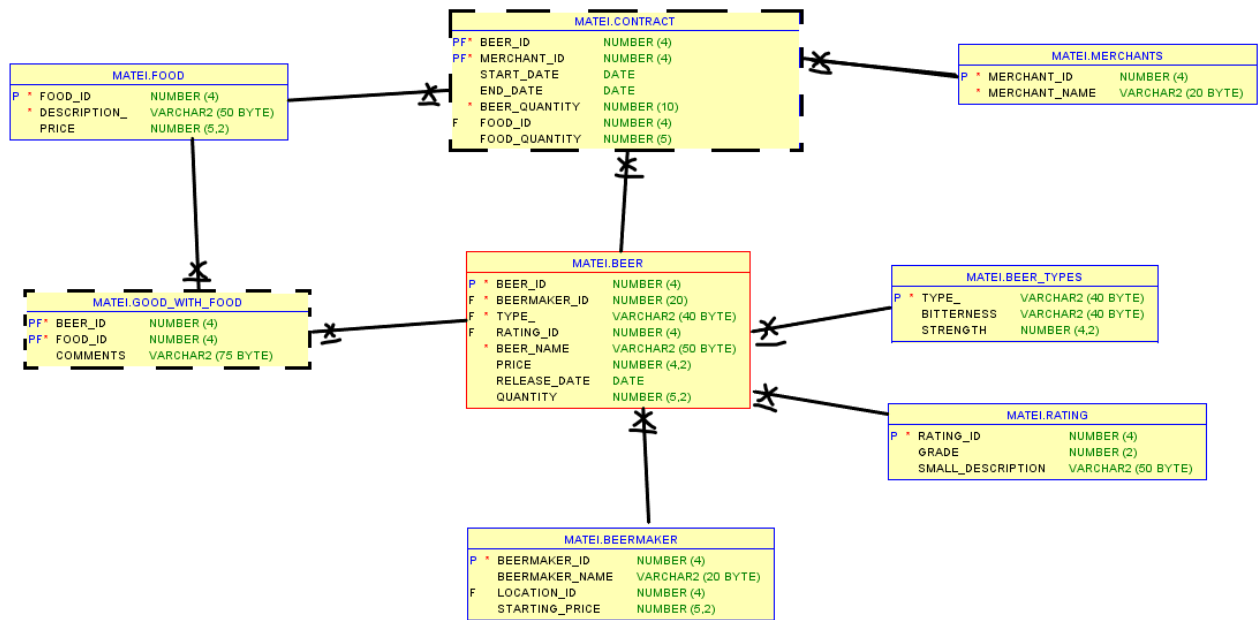 MATEI.CONTRACT
PF* BEER_ID NUMBER (4)
PF* MERCHANT_ID NUMBER (4)
START_DATE DATE
END_DATE DATE
* BEER_QUANTITY NUMBER (10)
F FOOD_ID NUMBER (4)
FOOD_QUANTITY NUMBER (5)
MATEI.MERCHANTS
P * MERCHANT_ID NUMBER (4)
* MERCHANT_NAME VARCHAR2 (20 BYTE)
MATEI.FOOD
P * FOOD_ID NUMBER (4)
* DESCRIPTION_ VARCHAR2 (50 BYTE)
PRICE NUMBER (5,2)
MATEI.GOOD_WITH_FOOD
PF* BEER_ID NUMBER (4)
PF* FOOD_ID NUMBER (4)
COMMENTS VARCHAR2 (75 BYTE)
MATEI.BEER
P * BEER_ID NUMBER (4)
F * BEERMAKER_ID NUMBER (20)
F * TYPE_ VARCHAR2 (40 BYTE)
F RATING_ID NUMBER (4)
* BEER_NAME VARCHAR2 (50 BYTE)
PRICE NUMBER (4,2)
RELEASE_DATE DATE
QUANTITY NUMBER (5,2)
MATEI.BEER_TYPES
P * TYPE_ VARCHAR2 (40 BYTE)
BITTERNESS VARCHAR2 (40 BYTE)
STRENGTH NUMBER (4,2)
MATEI.RATING
P * RATING_ID NUMBER (4)
GRADE NUMBER (2)
SMALL_DESCRIPTION VARCHAR2 (50 BYTE)
MATEI.BEERMAKER
P * BEERMAKER_ID NUMBER (4)
BEERMAKER_NAME VARCHAR2 (20 BYTE)
F LOCATION_ID NUMBER (4)
STARTING_PRICE NUMBER (5,2)